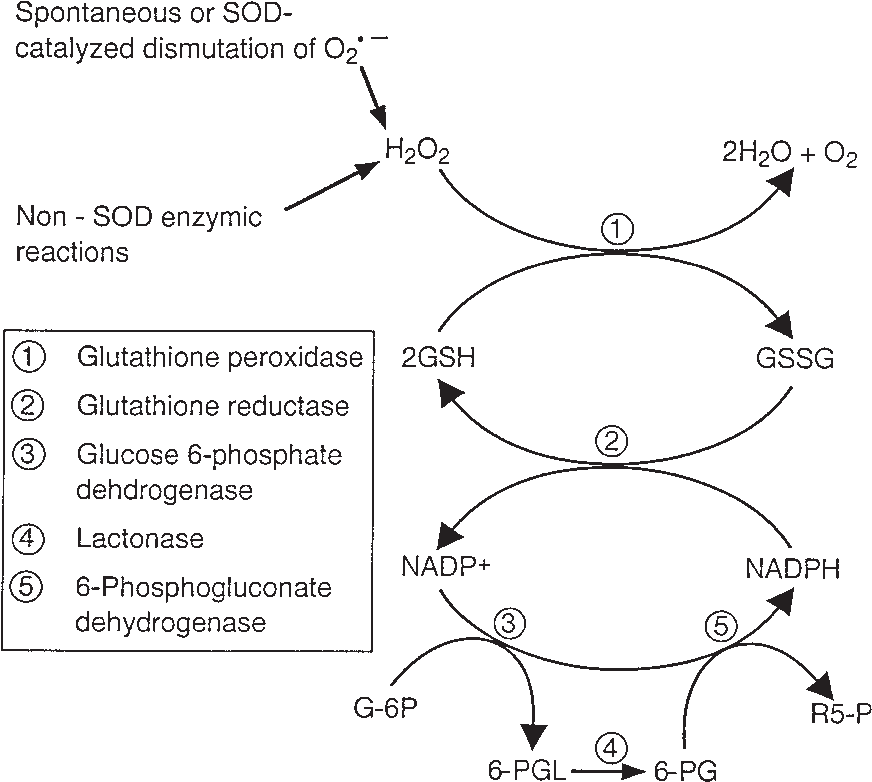 Spontaneous or SOD-
catalyzed dismutation of O₂•⁻
H₂O₂
2H₂O + O₂
Non - SOD enzymic
reactions
①
① Glutathione peroxidase
② Glutathione reductase
③ Glucose 6-phosphate
dehdrogenase
④ Lactonase
⑤ 6-Phosphogluconate
dehydrogenase
2GSH
GSSG
②
NADP+
NADPH
③
⑤
G-6P
R5-P
6-PGL
④
6-PG